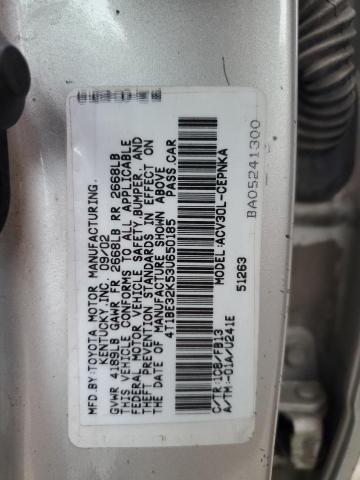 MFD BY:TOYOTA MOTOR MANUFACTURING,
KENTUCKY,INC. 09/02
GVWR 4189LB GAWR FR 2668LB RR 2668LB
THIS VEHICLE CONFORMS TO ALL APPLICABLE
FEDERAL MOTOR VEHICLE SAFETY,BUMPER, AND
THEFT PREVENTION STANDARDS IN EFFECT ON
THE DATE OF MANUFACTURE SHOWN ABOVE.
4T1BE32K53U650185 PASS.CAR
MODEL:ACV30L-CEPNKA
51263
C/TR:1C8/FB13
A/TM:-01A/U241E
BA05241300